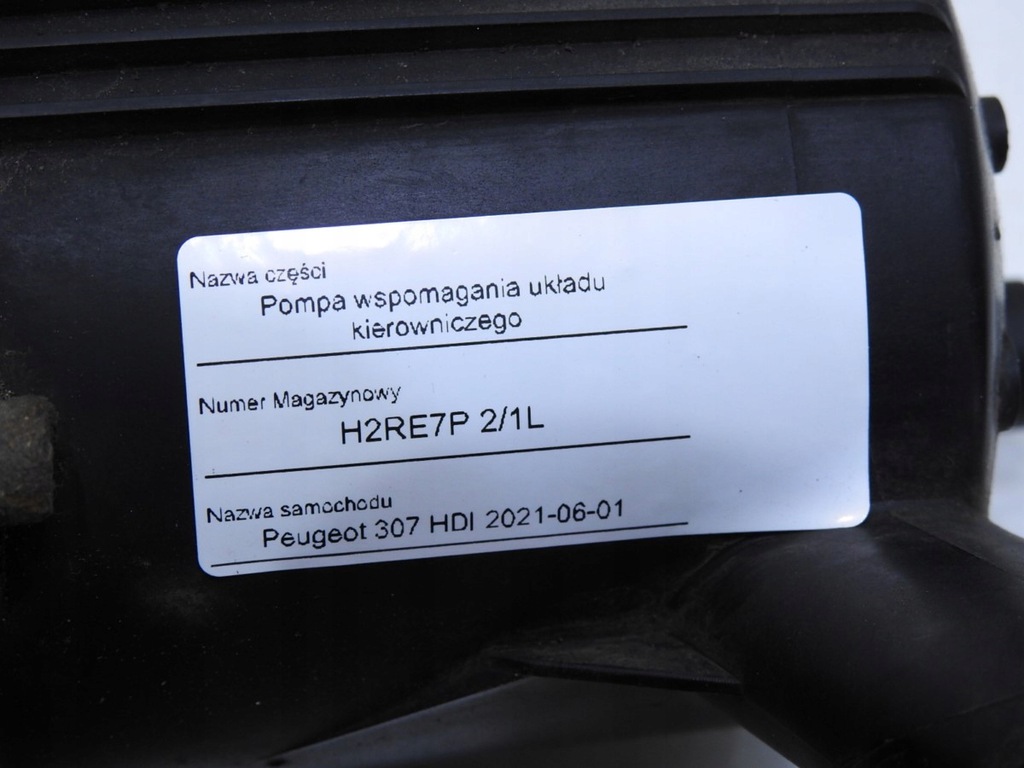 Nazwa części
Pompa wspomagania układu
kierowniczego
Numer Magazynowy
H2RE7P 2/1L
Nazwa samochodu
Peugeot 307 HDI 2021-06-01